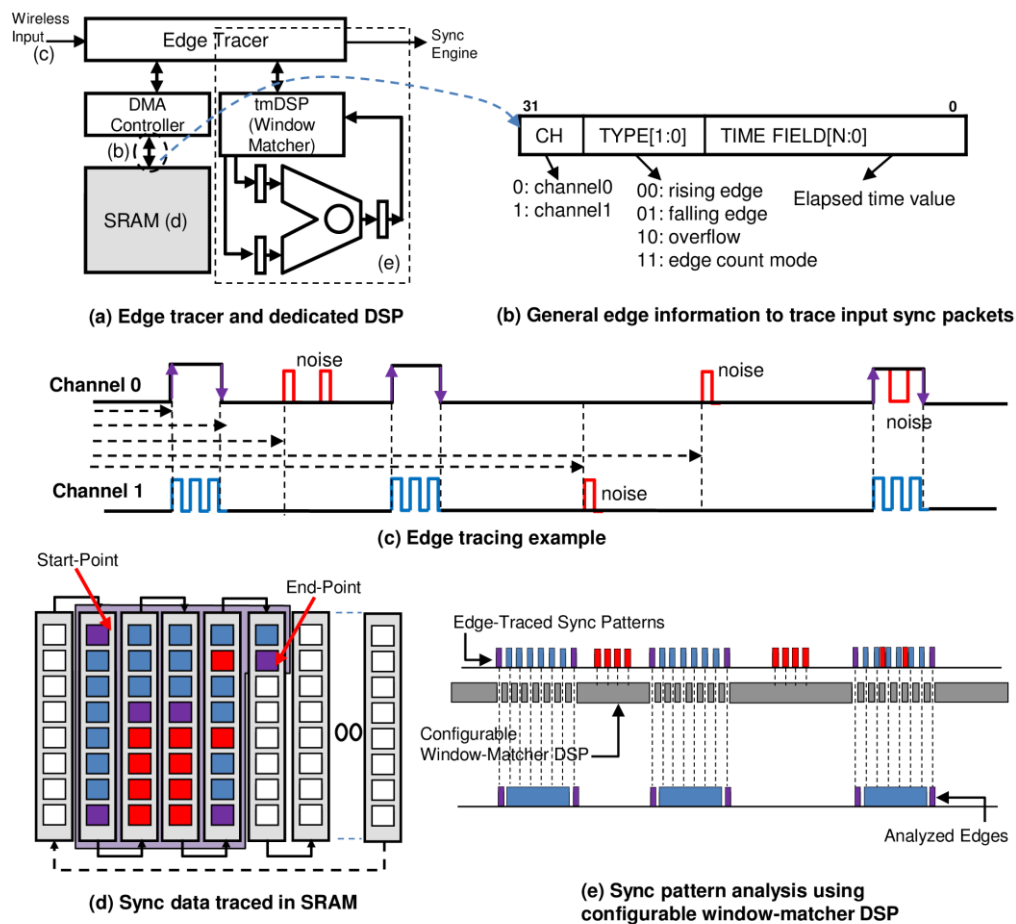 Wireless
Input
(c)
Edge Tracer
Sync
Engine
DMA
Controller
tmDSP
(Window
Matcher)
(b)
SRAM (d)
(e)
31
0
CH
TYPE[1:0]
TIME FIELD[N:0]
0: channel0
1: channel1
00: rising edge
01: falling edge
10: overflow
11: edge count mode
Elapsed time value
(a) Edge tracer and dedicated DSP
(b) General edge information to trace input sync packets
Channel 0
noise
noise
noise
Channel 1
noise
(c) Edge tracing example
Start-Point
End-Point
(d) Sync data traced in SRAM
Edge-Traced Sync Patterns
Configurable
Window-Matcher DSP
Analyzed Edges
(e) Sync pattern analysis using
configurable window-matcher DSP